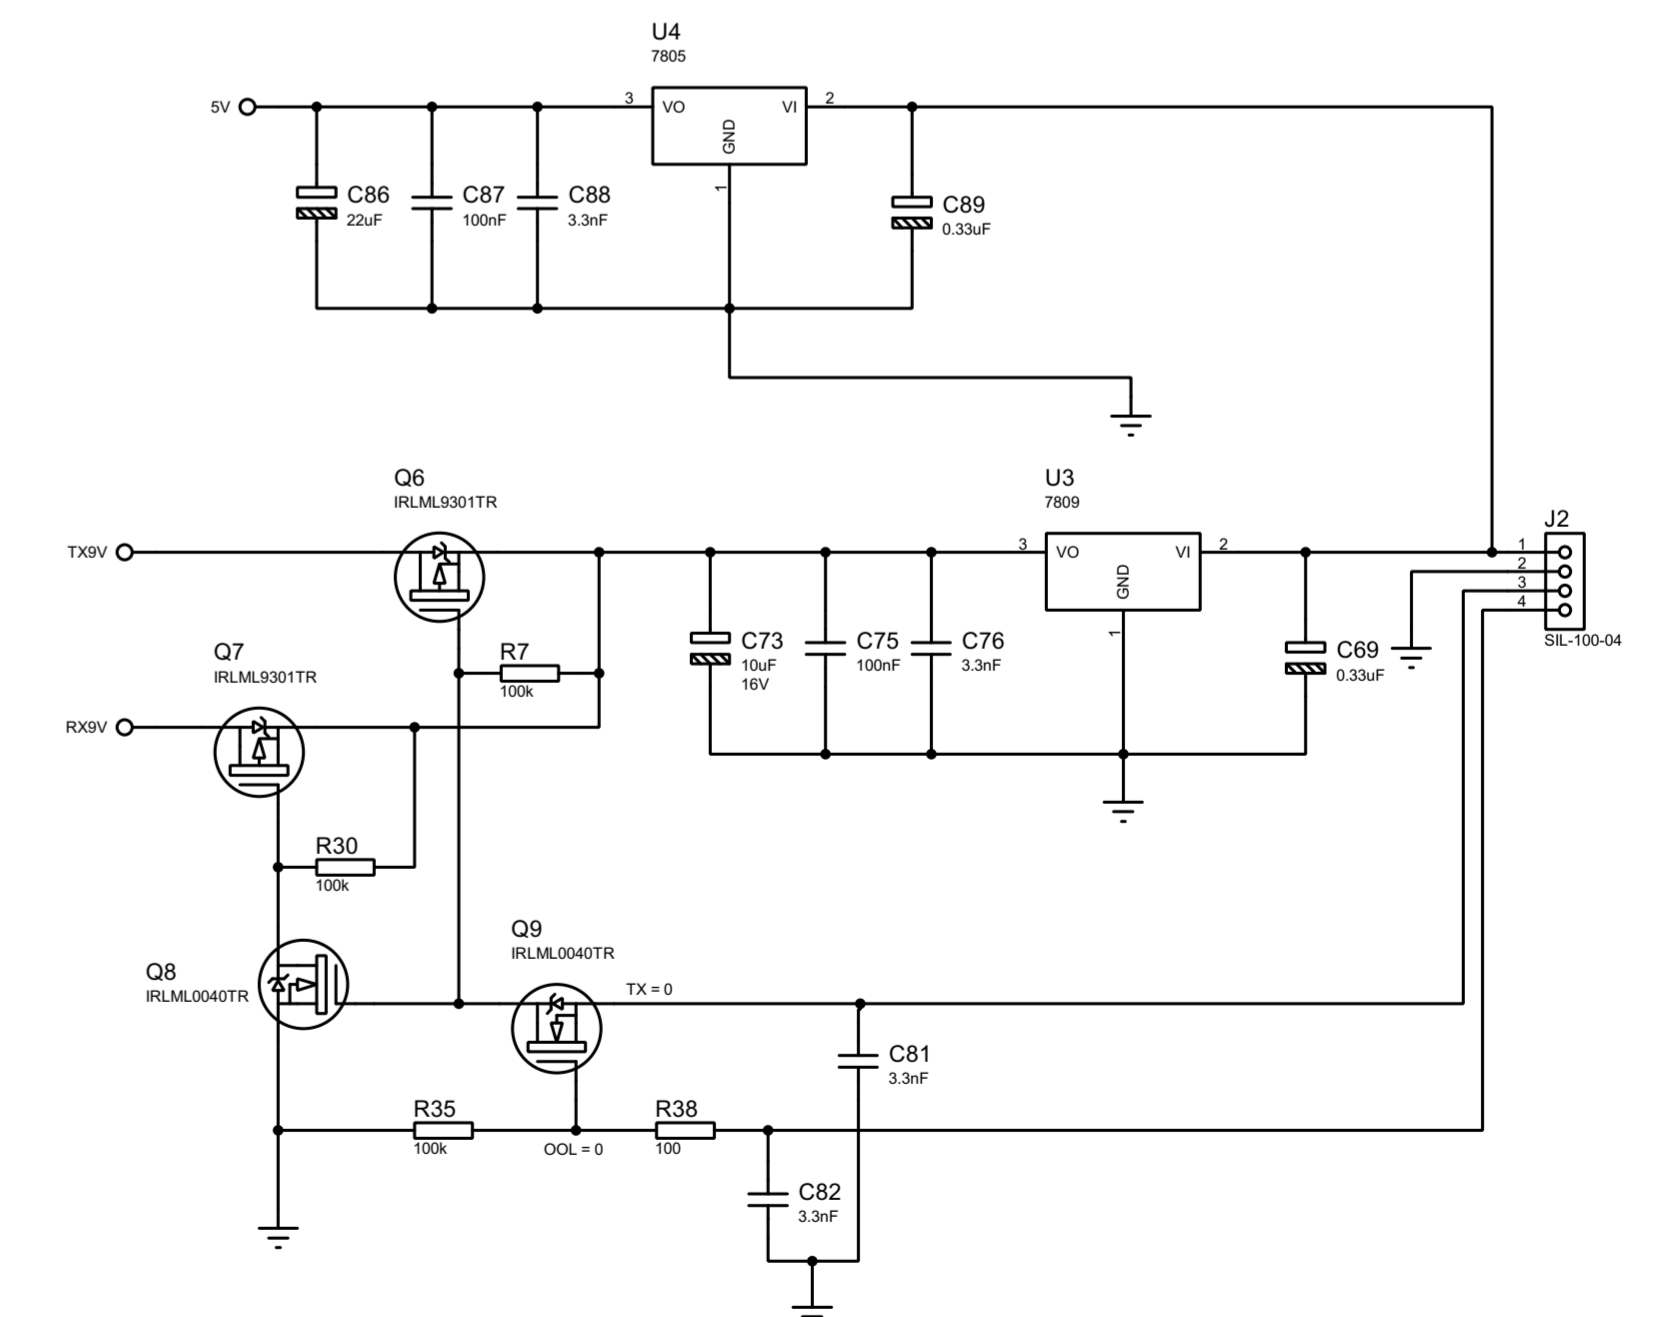 U4
7805
5V
3
VO
VI
2
GND
1
C86
22uF
C87
100nF
C88
3.3nF
C89
0.33uF
Q6
IRLML9301TR
U3
7809
J2
TX9V
3
VO
VI
2
GND
1
1
2
3
4
SIL-100-04
Q7
IRLML9301TR
R7
100k
C73
10uF
16V
C75
100nF
C76
3.3nF
C69
0.33uF
RX9V
R30
100k
Q9
IRLML0040TR
Q8
IRLML0040TR
TX = 0
C81
3.3nF
R35
100k
OOL = 0
R38
100
C82
3.3nF